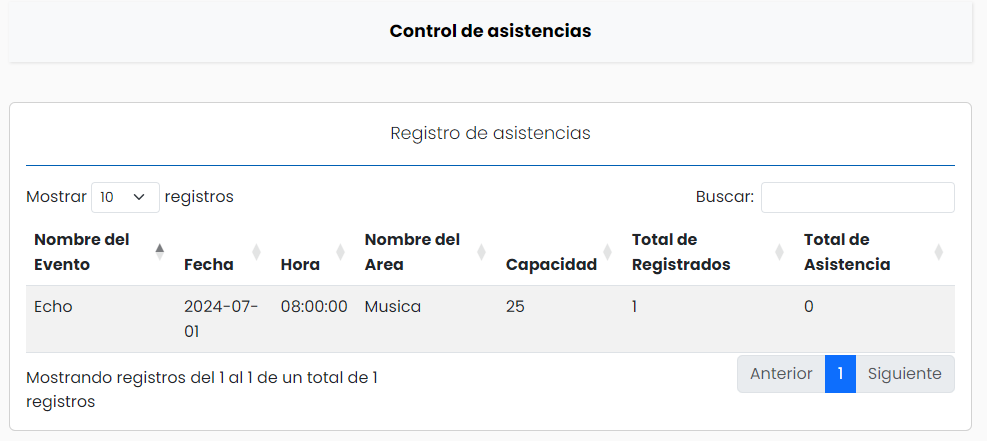 Control de asistencias
Registro de asistencias
Mostrar 10 registros
Buscar:
Nombre del Evento
Fecha
Hora
Nombre del Area
Capacidad
Total de Registrados
Total de Asistencia
Echo
2024-07-01
08:00:00
Musica
25
1
0
Mostrando registros del 1 al 1 de un total de 1
registros
Anterior 1 Siguiente